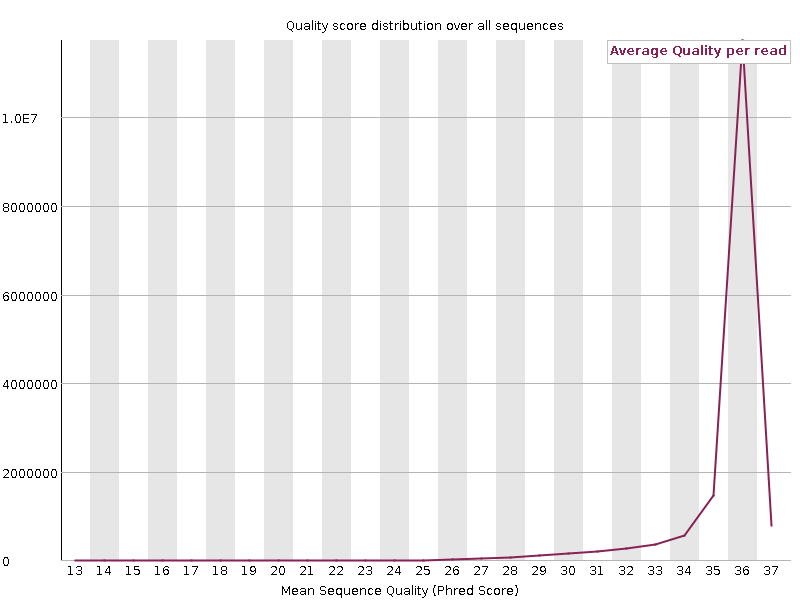 Quality score distribution over all sequences
Average Quality per read
1.0E7
8000000
6000000
4000000
2000000
0
13 14 15 16 17 18 19 20 21 22 23 24 25 26 27 28 29 30 31 32 33 34 35 36 37
Mean Sequence Quality (Phred Score)